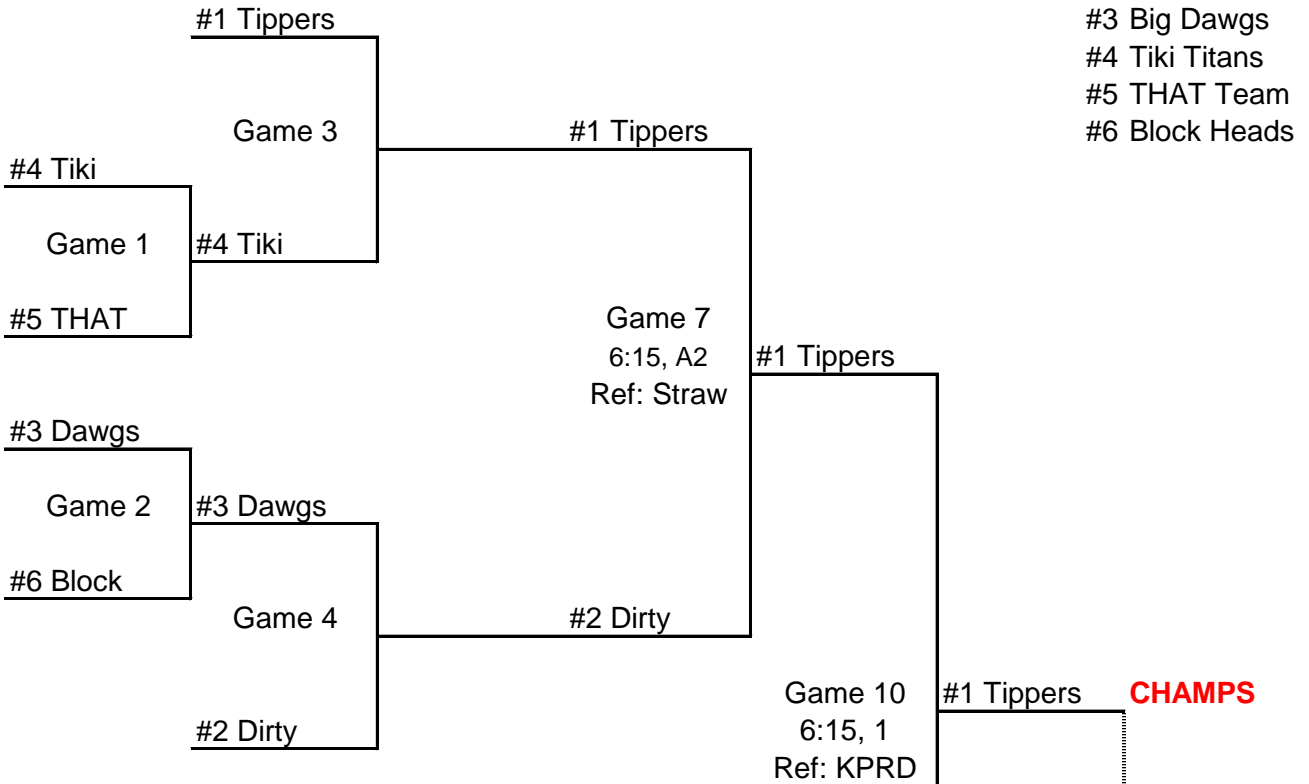 #1 Tippers
#3 Big Dawgs
#4 Tiki Titans
#5 THAT Team
#6 Block Heads
Game 3
#1 Tippers
#4 Tiki
Game 1
#4 Tiki
#5 THAT
Game 7
6:15, A2
Ref: Straw
#1 Tippers
#3 Dawgs
Game 2
#3 Dawgs
#6 Block
Game 4
#2 Dirty
#2 Dirty
Game 10
6:15, 1
Ref: KPRD
#1 Tippers
CHAMPS